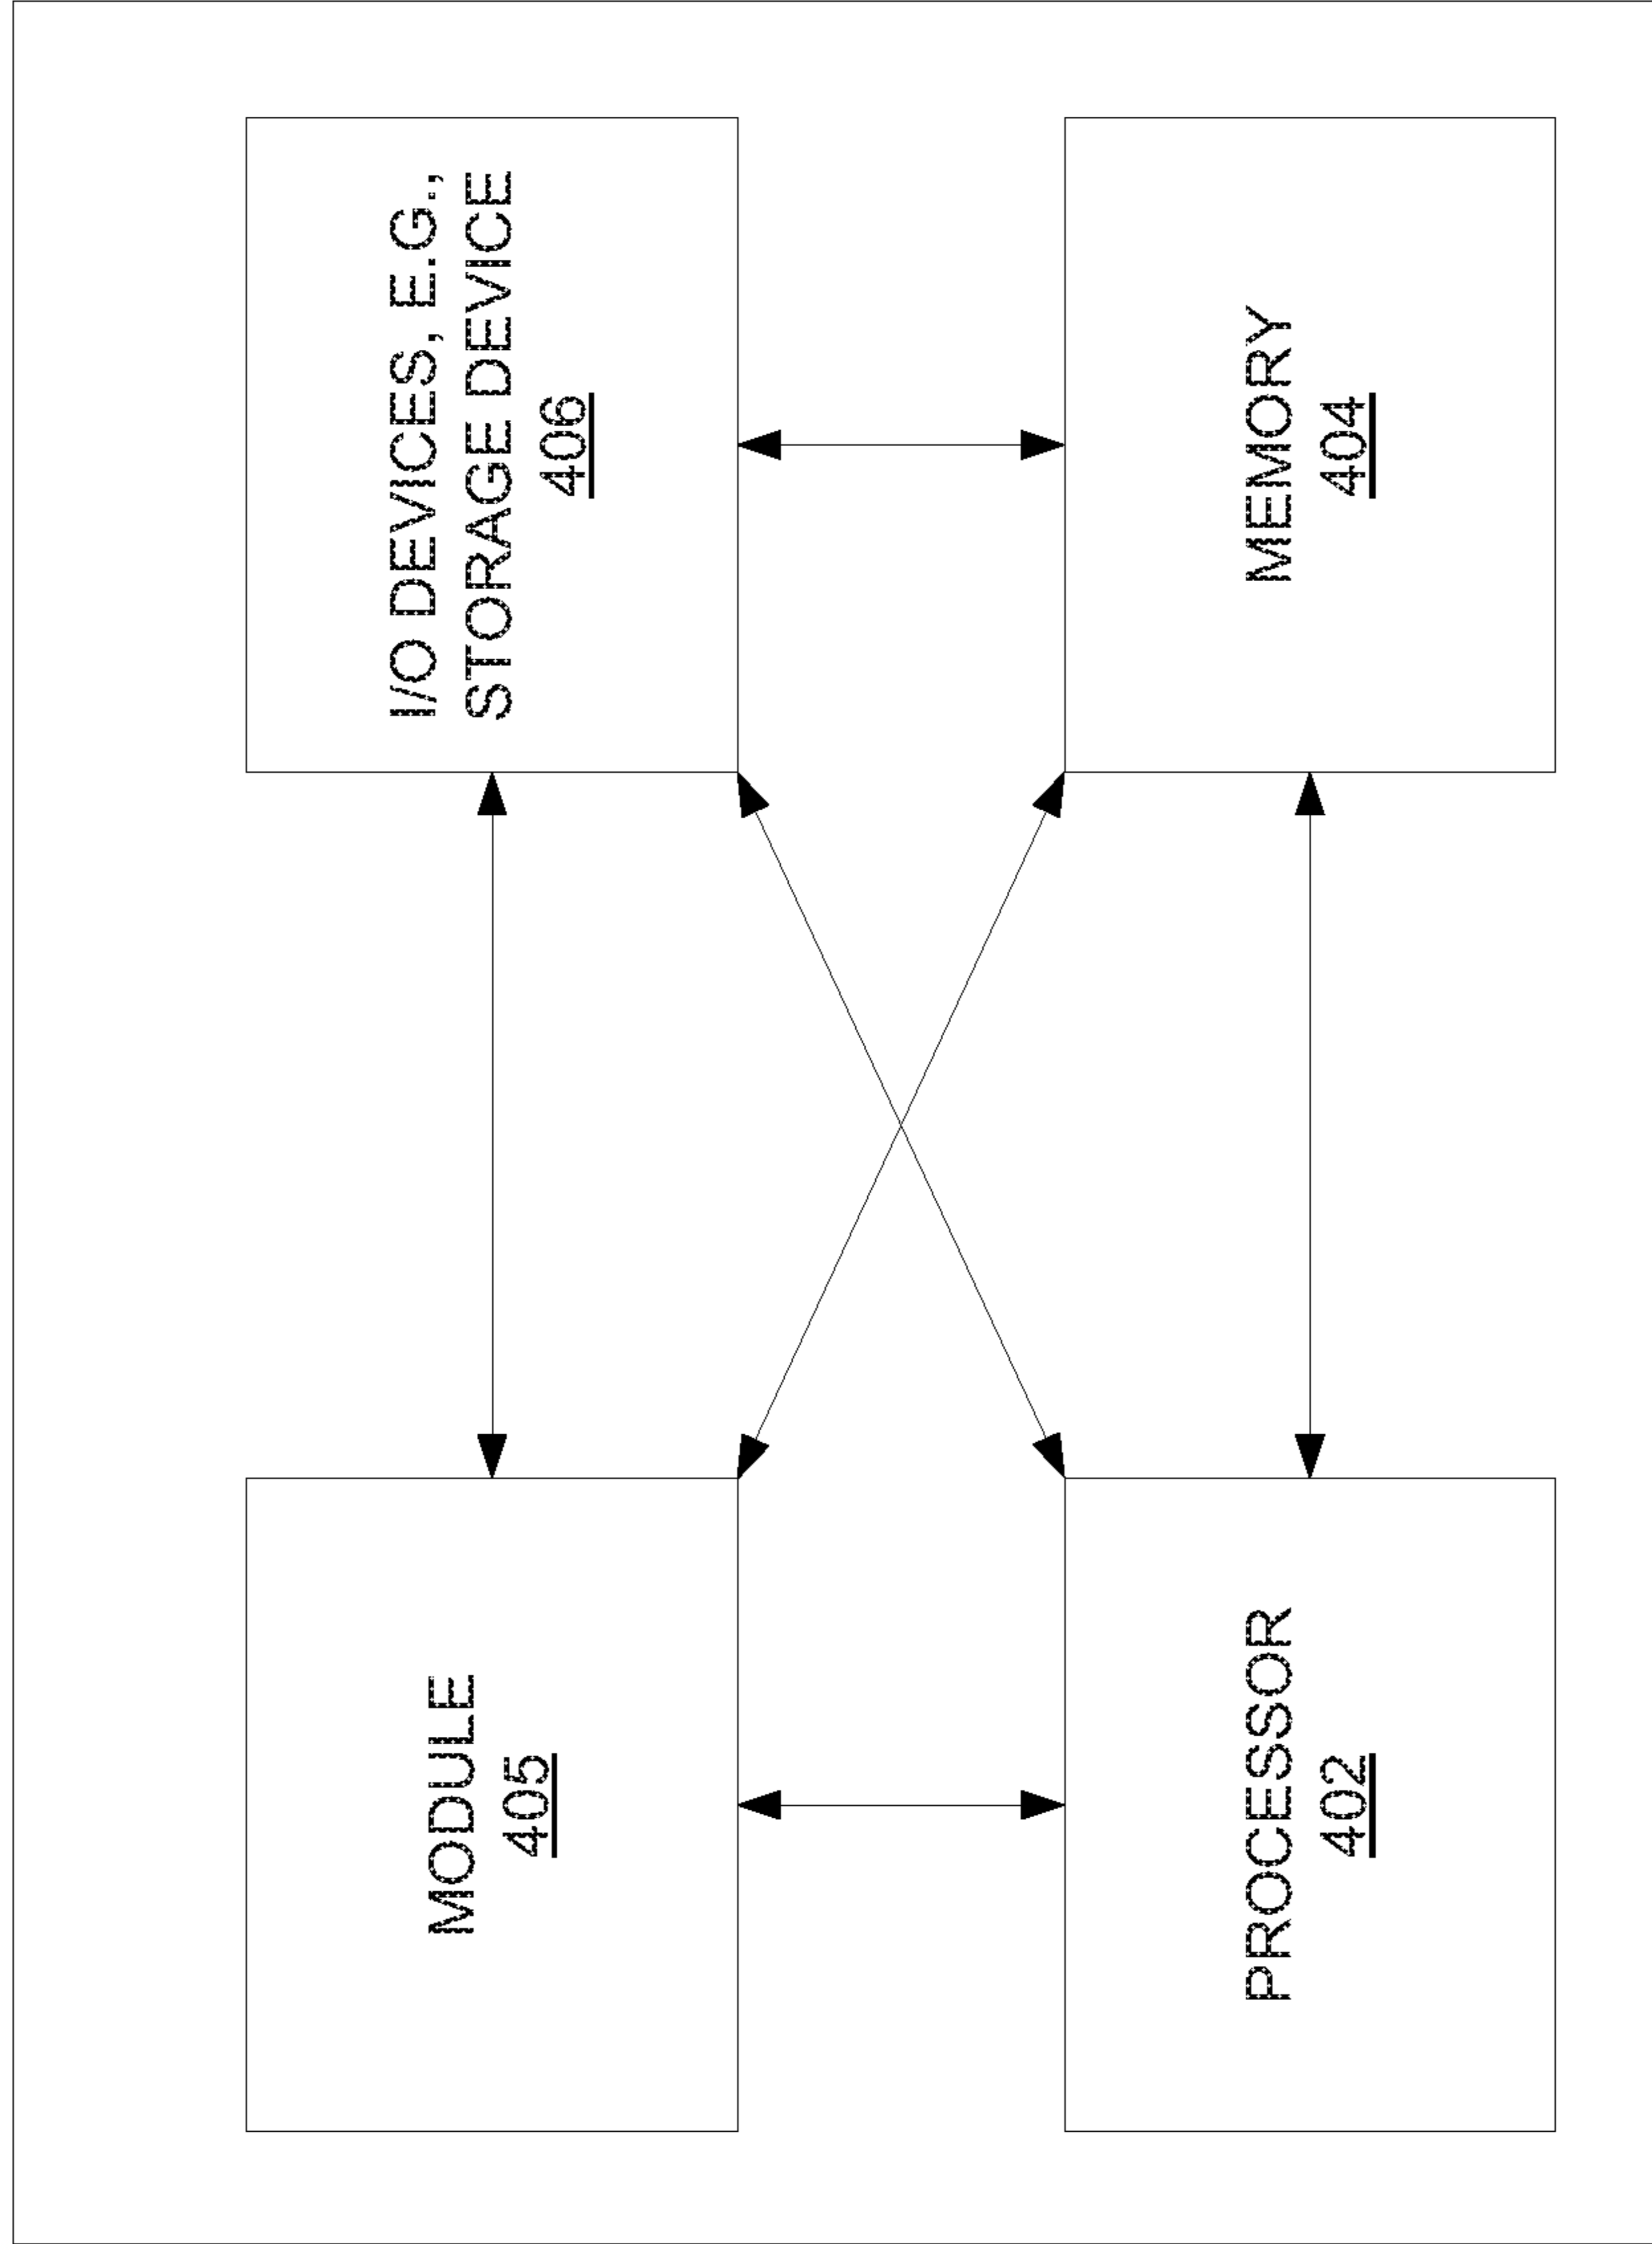 MODULE
405
I/O DEVICES, E.G.,
STORAGE DEVICE
406
PROCESSOR
402
MEMORY
404